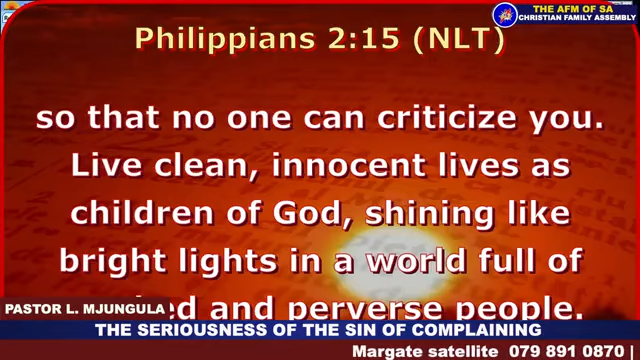 THE AFM OF SA
CHRISTIAN FAMILY ASSEMBLY
Philippians 2:15 (NLT)
so that no one can criticize you.
Live clean, innocent lives as
children of God, shining like
bright lights in a world full of
and perverse people.
PASTOR L. MJUNGULA
THE SERIOUSNESS OF THE SIN OF COMPLAINING
Margate satellite 079 891 0870 |